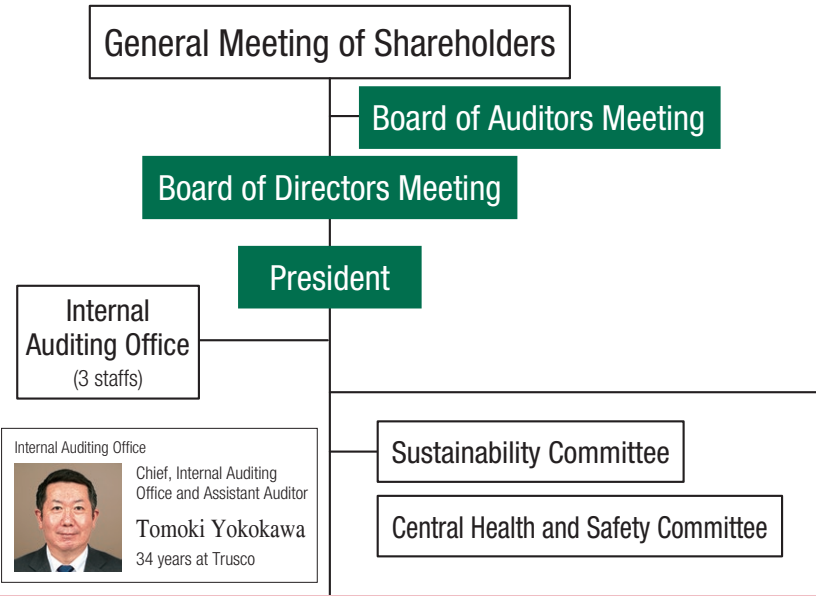 General Meeting of Shareholders
Board of Auditors Meeting
Board of Directors Meeting
President
Internal
Auditing Office
(3 staffs)
Internal Auditing Office
Chief, Internal Auditing
Office and Assistant Auditor
Tomoki Yokokawa
34 years at Trusco
Sustainability Committee
Central Health and Safety Committee